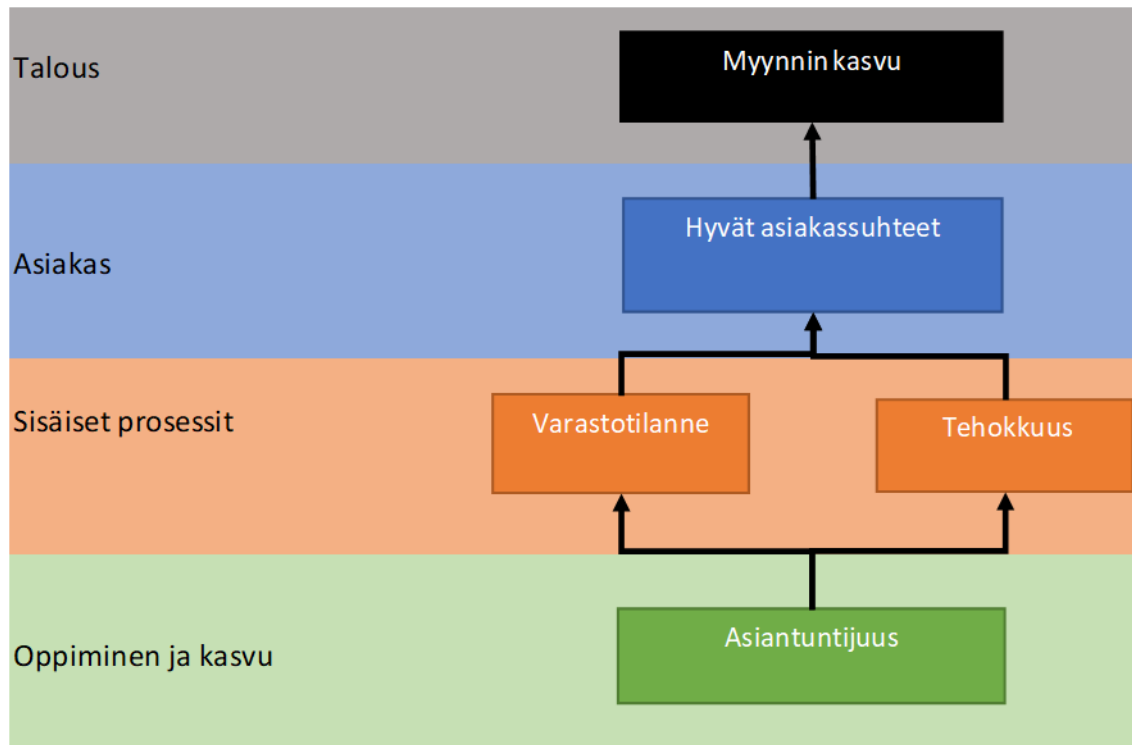 Talous
Myynnin kasvu
Asiakas
Hyvät asiakassuhteet
Sisäiset prosessit
Varastotilanne
Tehokkuus
Oppiminen ja kasvu
Asiantuntijuus